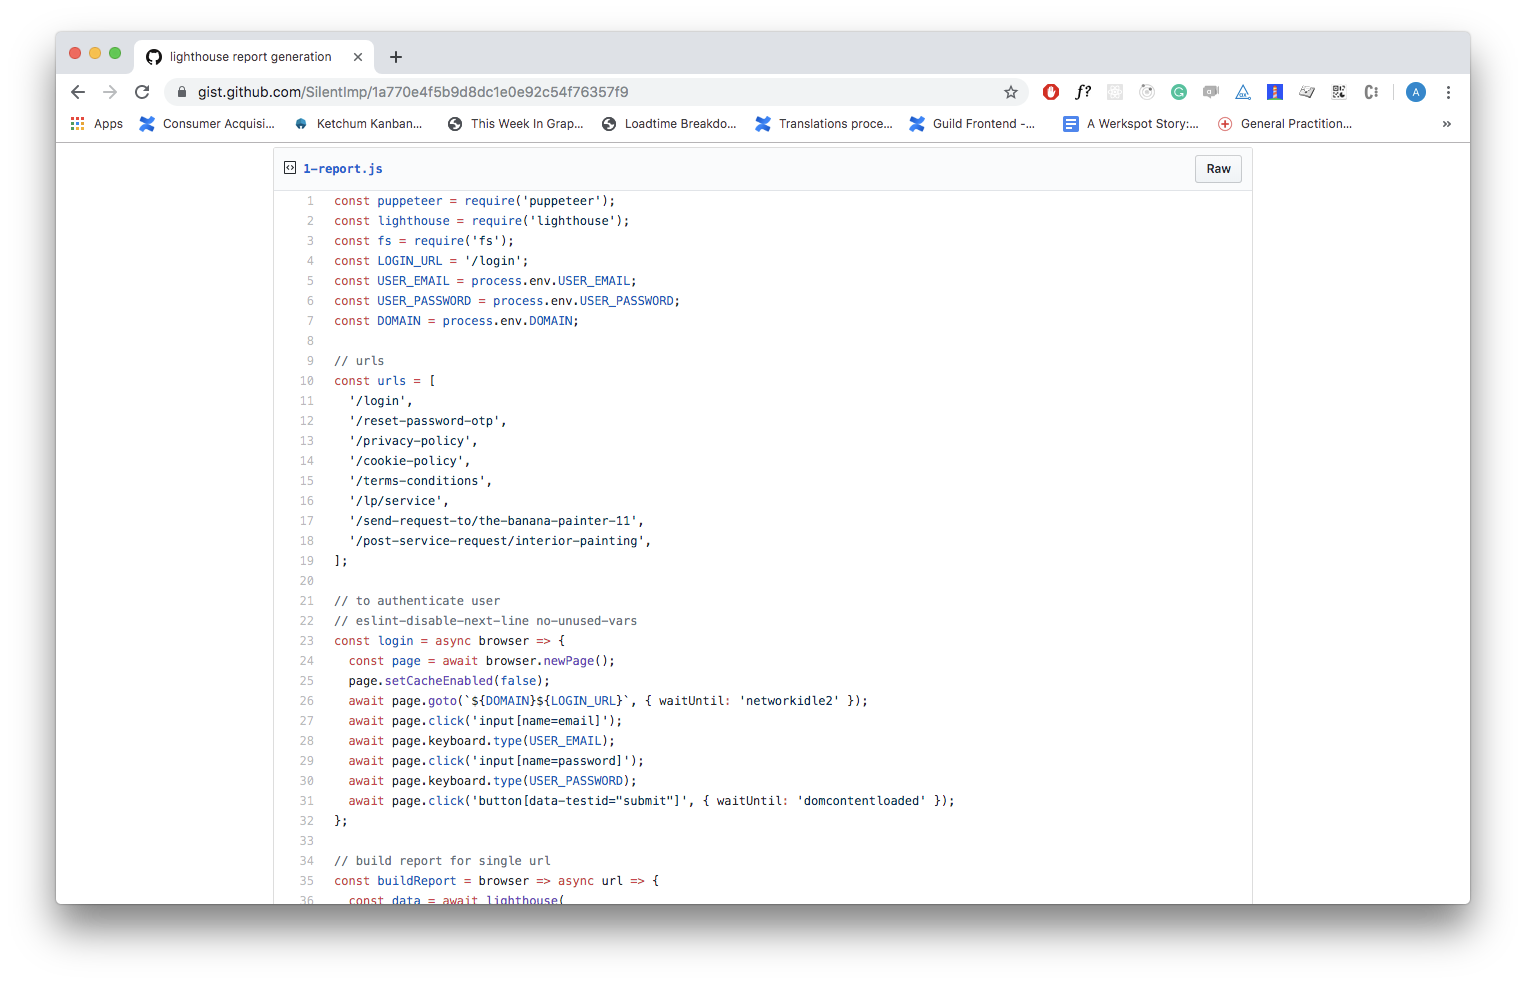 lighthouse report generation
gist.github.com/SilentImp/1a770e4f5b9d8dc1e0e92c54f76357f9
f?
A
Apps
Consumer Acquisi...
Ketchum Kanban...
This Week In Grap...
Loadtime Breakdo...
Translations proce...
Guild Frontend -...
A Werkspot Story:...
General Practition...
»
1-report.js
Raw
1 const puppeteer = require('puppeteer');
2 const lighthouse = require('lighthouse');
3 const fs = require('fs');
4 const LOGIN_URL = '/login';
5 const USER_EMAIL = process.env.USER_EMAIL;
6 const USER_PASSWORD = process.env.USER_PASSWORD;
7 const DOMAIN = process.env.DOMAIN;
8
9 // urls
10 const urls = [
11 '/login',
12 '/reset-password-otp',
13 '/privacy-policy',
14 '/cookie-policy',
15 '/terms-conditions',
16 '/lp/service',
17 '/send-request-to/the-banana-painter-11',
18 '/post-service-request/interior-painting',
19 ];
20
21 // to authenticate user
22 // eslint-disable-next-line no-unused-vars
23 const login = async browser => {
24 const page = await browser.newPage();
25 page.setCacheEnabled(false);
26 await page.goto(`${DOMAIN}${LOGIN_URL}`, { waitUntil: 'networkidle2' });
27 await page.click('input[name=email]');
28 await page.keyboard.type(USER_EMAIL);
29 await page.click('input[name=password]');
30 await page.keyboard.type(USER_PASSWORD);
31 await page.click('button[data-testid="submit"]', { waitUntil: 'domcontentloaded' });
32 };
33
34 // build report for single url
35 const buildReport = browser => async url => {
36 const data = await lighthouse(